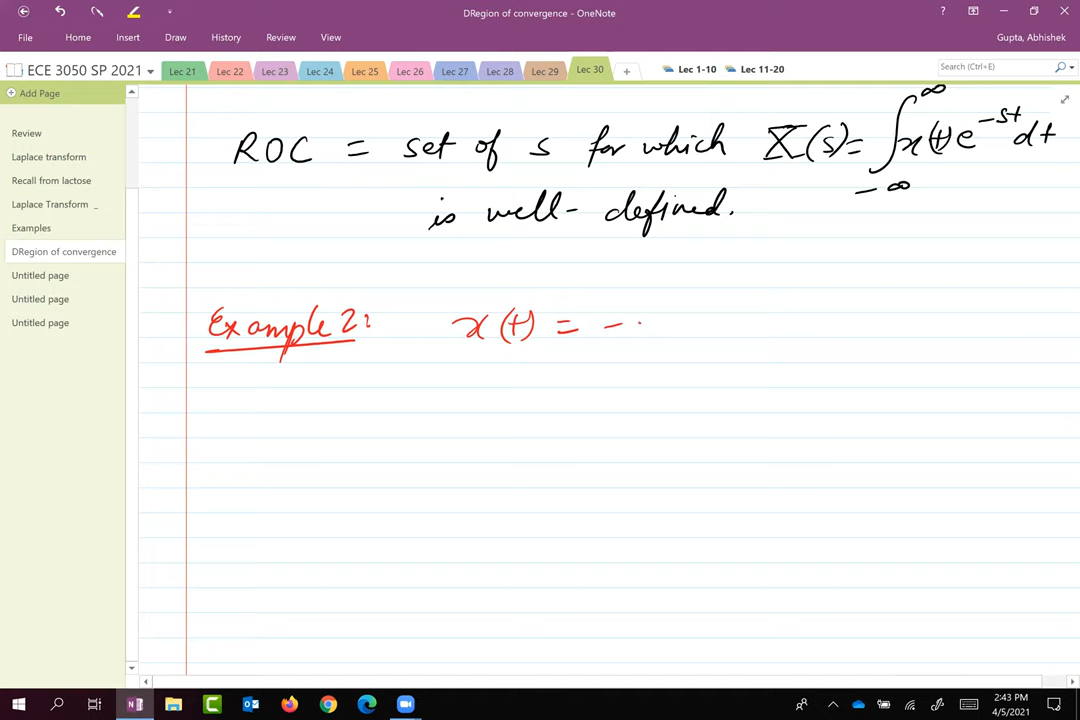 DRegion of convergence - OneNote
File Home Insert Draw History Review View Gupta, Abhishek
ECE 3050 SP 2021 Lec 21 Lec 22 Lec 23 Lec 24 Lec 25 Lec 26 Lec 27 Lec 28 Lec 29 Lec 30 + Lec 1-10 Lec 11-20 Search (Ctrl+E)
Add Page
Review
Laplace transform
Recall from lactose
Laplace Transform _
Examples
DRegion of convergence
Untitled page
Untitled page
Untitled page
ROC = set of s for which X(s) = ∫_{-∞}^{∞} x(t) e^{-st} dt
is well-defined.
Example 2: x(t) = -
2:43 PM
4/5/2021